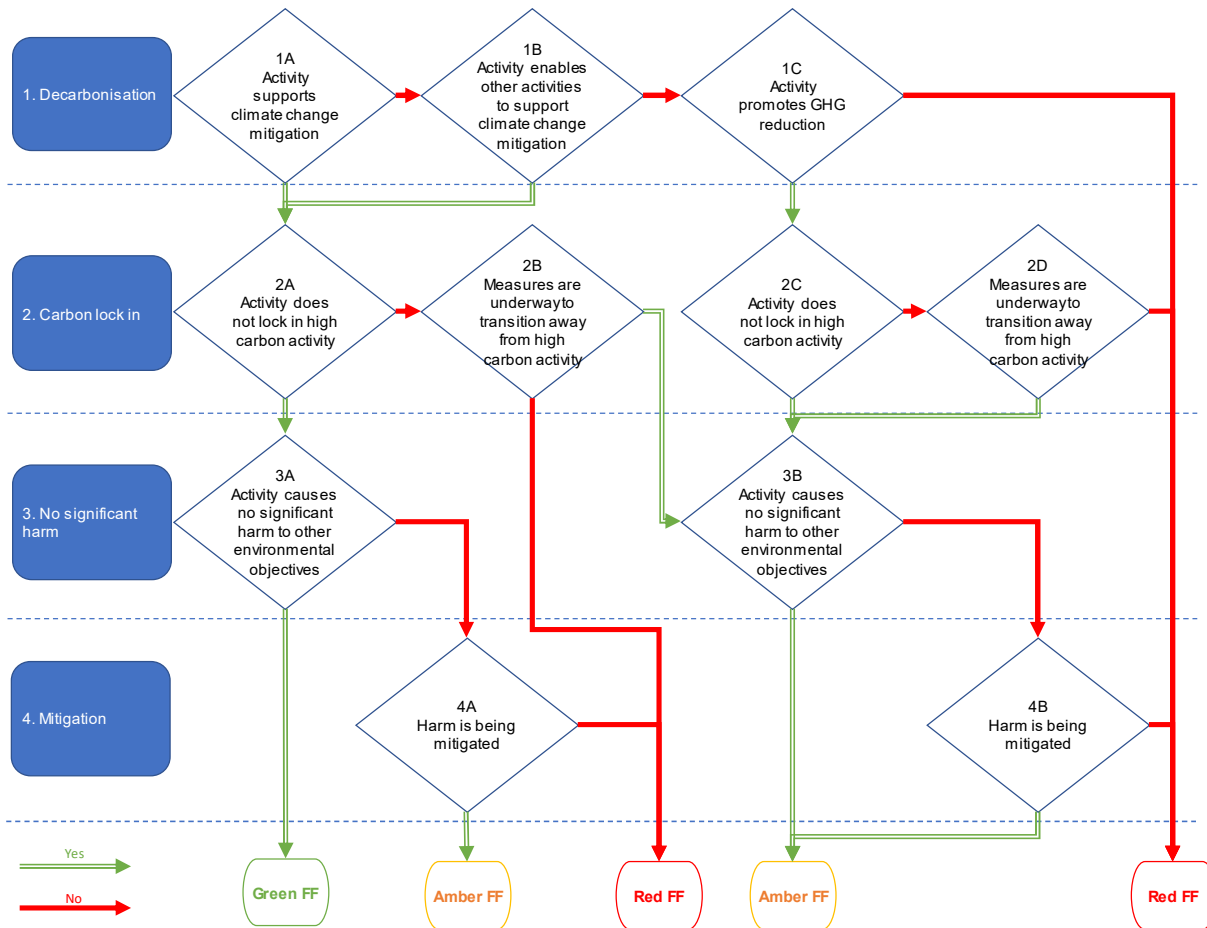 1. Decarbonisation
1A
Activity
supports
climate change
mitigation
1B
Activity enables
other activities
to support
climate change
mitigation
1C
Activity
promotes GHG
reduction
2. Carbon lock in
2A
Activity does
not lock in high
carbon activity
2B
Measures are
underwayto
transition away
from high
carbon activity
2C
Activity does
not lock in high
carbon activity
2D
Measures are
underwayto
transition away
from high
carbon activity
3. No significant
harm
3A
Activity causes
no significant
harm to other
environmental
objectives
3B
Activity causes
no significant
harm to other
environmental
objectives
4. Mitigation
4A
Harm is being
mitigated
4B
Harm is being
mitigated
Yes
No
Green FF
Amber FF
Red FF
Amber FF
Red FF